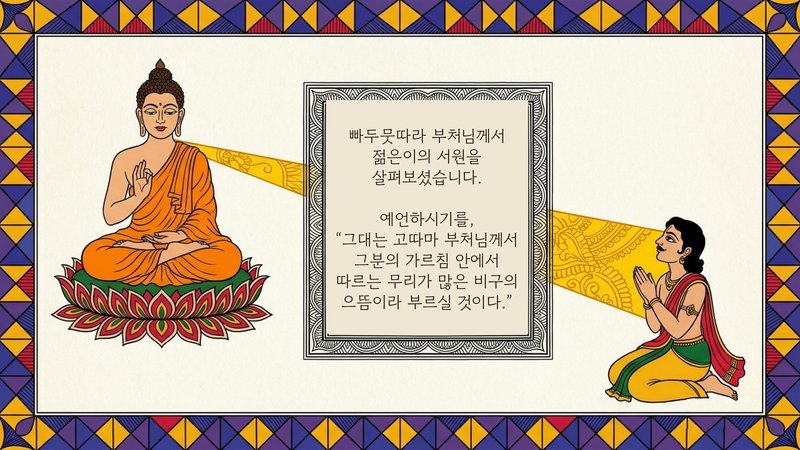 빠두뭇따라 부처님께서
젊은이의 서원을
살펴보셨습니다.
예언하시기를,
“그대는 고따마 부처님께서
그분의 가르침 안에서
따르는 무리가 많은 비구의
으뜸이라 부르실 것이다.”